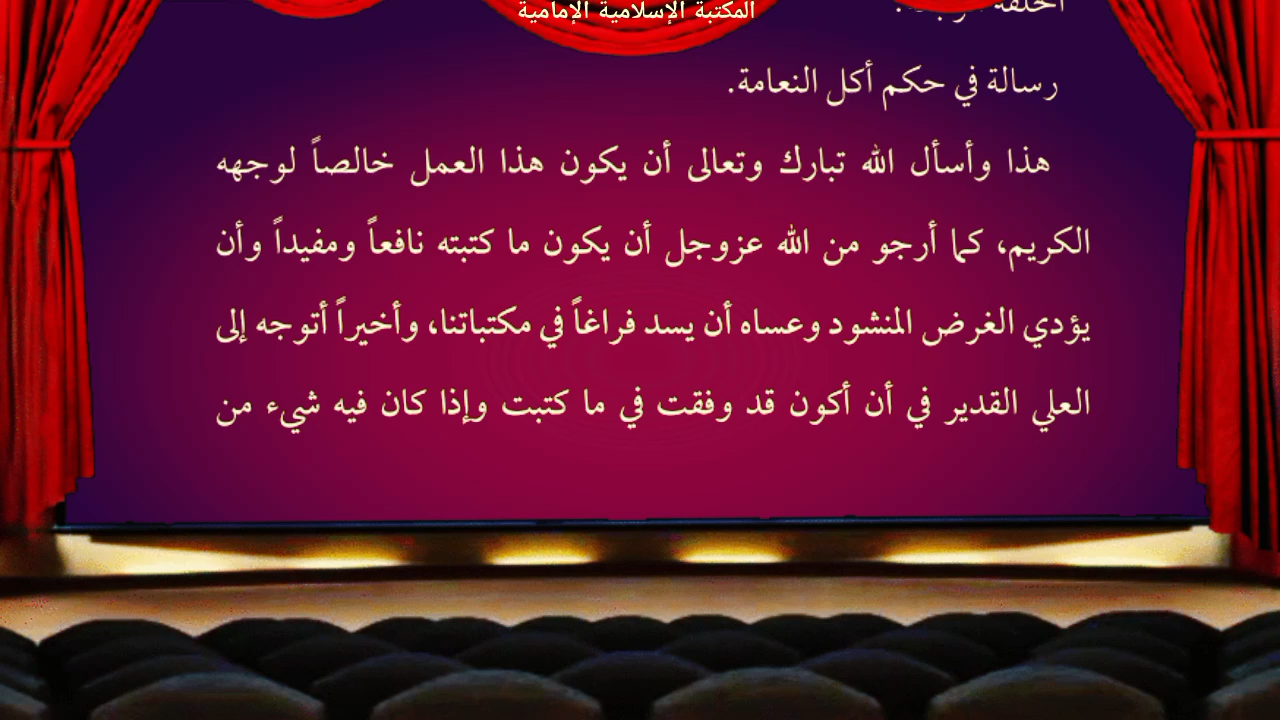 المكتبة الإسلامية الإمامية
رسالة في حكم أكل النعامة.
هذا وأسأل الله تبارك وتعالى أن يكون هذا العمل خالصاً لوجهه
الكريم، كما أرجو من الله عزوجل أن يكون ما كتبته نافعاً ومفيداً وأن
يؤدي الغرض المنشود وعساه أن يسد فراغاً في مكتباتنا، وأخيراً أتوجه إلى
العلي القدير في أن أكون قد وفقت في ما كتبت وإذا كان فيه شيء من